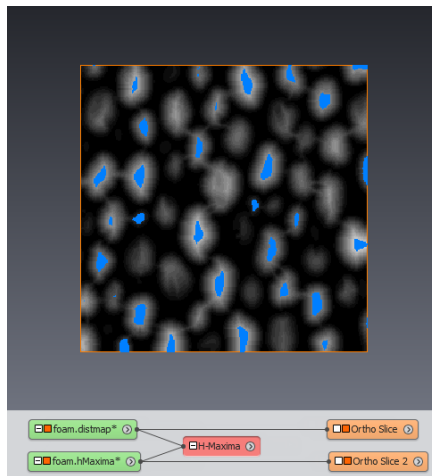 foam.distmap*
Ortho Slice
H-Maxima
foam.hMaxima*
Ortho Slice 2